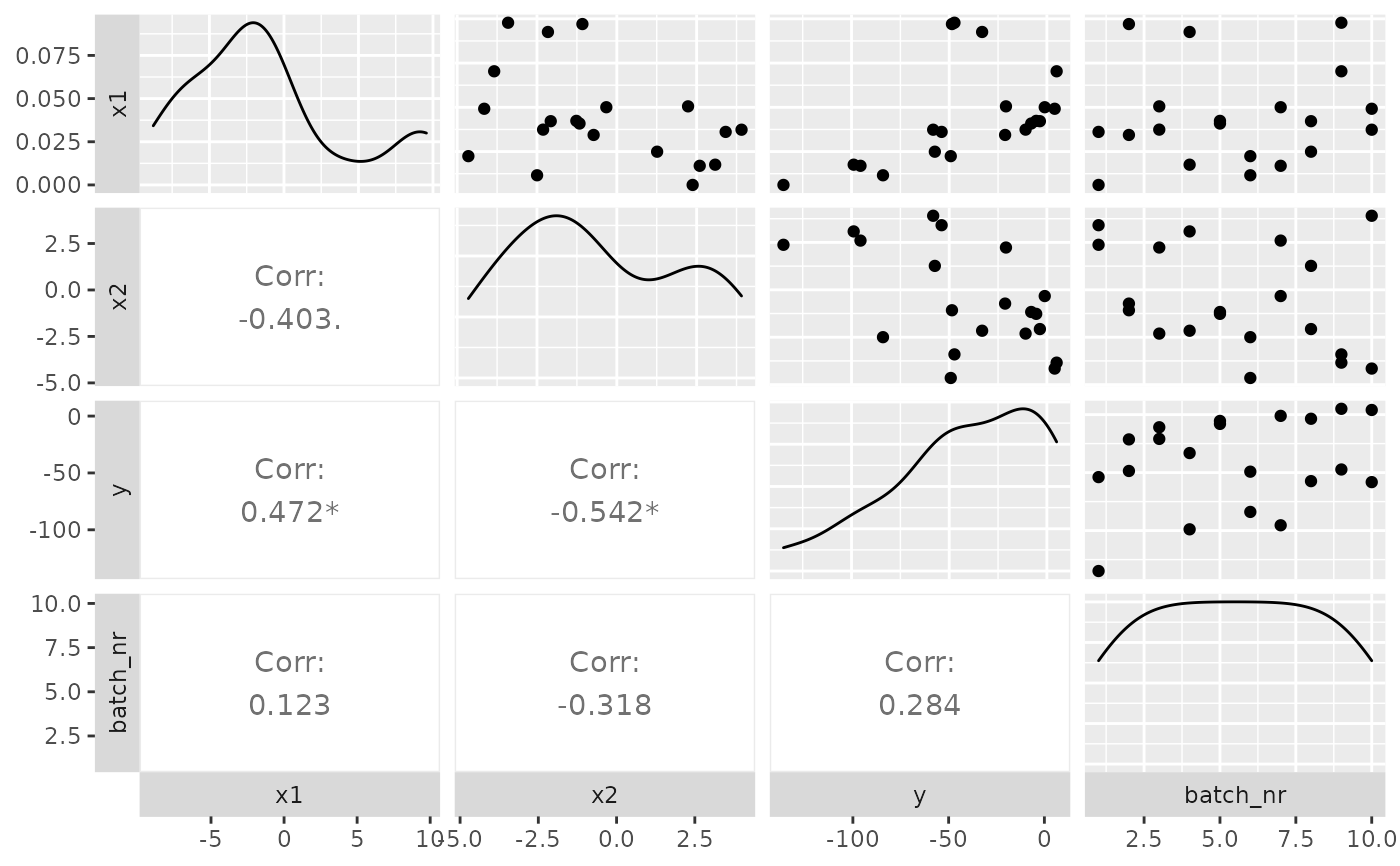 0.075
0.050
0.025
0.000
x1
2.5
0.0
-2.5
-5.0
x2
Corr:
-0.403.
0
-50
-100
y
Corr:
0.472*
Corr:
-0.542*
10.0
7.5
5.0
2.5
batch_nr
Corr:
0.123
Corr:
-0.318
Corr:
0.284
x1 x2 y batch_nr
-5 0 5 10 -5.0 -2.5 0.0 2.5 -100 -50 0 2.5 5.0 7.5 10.0